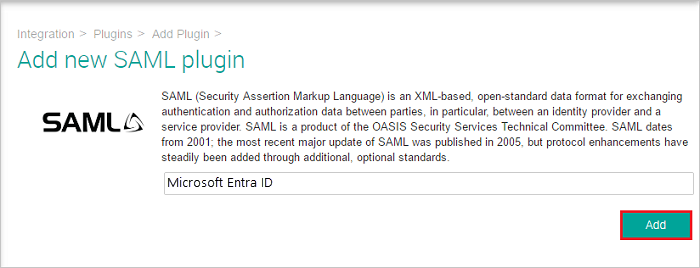 Integration > Plugins > Add Plugin >
Add new SAML plugin
SAML
SAML (Security Assertion Markup Language) is an XML-based, open-standard data format for exchanging
authentication and authorization data between parties, in particular, between an identity provider and a
service provider. SAML is a product of the OASIS Security Services Technical Committee. SAML dates
from 2001; the most recent major update of SAML was published in 2005, but protocol enhancements have
steadily been added through additional, optional standards.
Microsoft Entra ID
Add